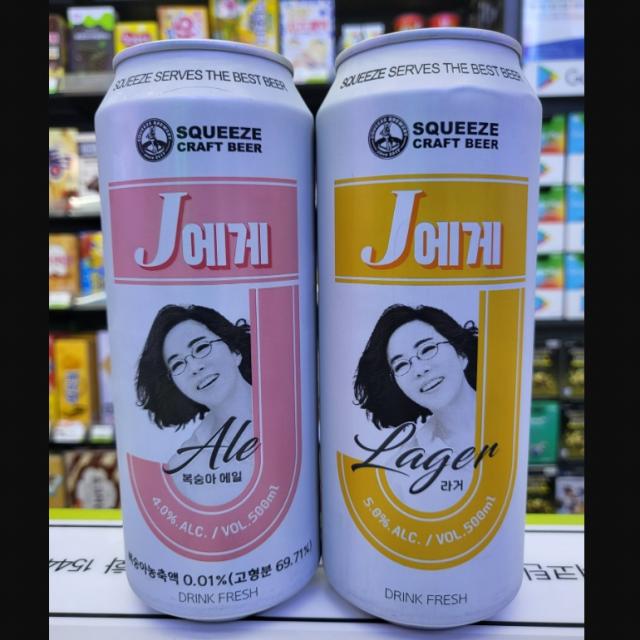 SQUEEZE SERVES THE BEST BEER
SQUEEZE
CRAFT BEER
J에게
Ale
복숭아 에일
4.0%.ALC. / VOL.500ml
복숭아농축액 0.01%(고형분 69.71%)
DRINK FRESH
SQUEEZE SERVES THE BEST BEER
SQUEEZE
CRAFT BEER
J에게
Lager
라거
5.0%.ALC. / VOL.500ml
DRINK FRESH
1544